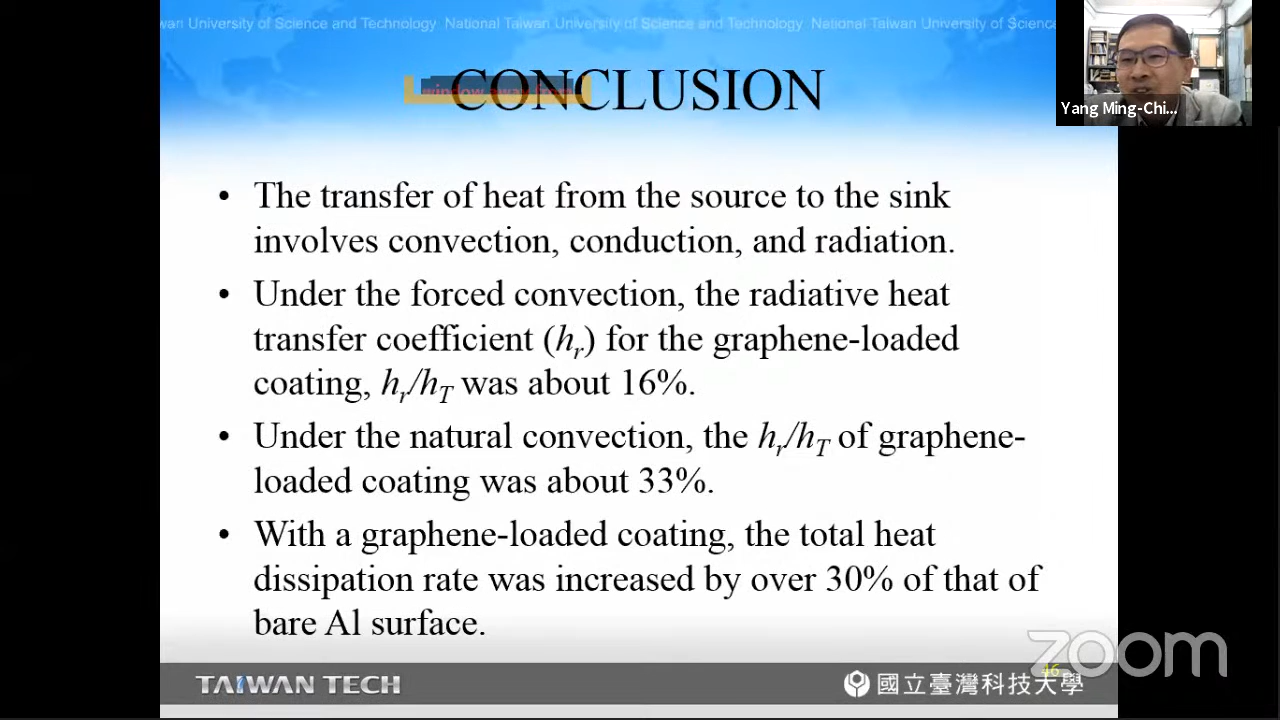 wan University of Science and Technology National Taiwan University of Science and Technology National Taiwan University of Science
CONCLUSION
window away from
Yang Ming-Chi...
• The transfer of heat from the source to the sink
involves convection, conduction, and radiation.
• Under the forced convection, the radiative heat
transfer coefficient (hr) for the graphene-loaded
coating, hr/hT was about 16%.
• Under the natural convection, the hr/hT of graphene-
loaded coating was about 33%.
• With a graphene-loaded coating, the total heat
dissipation rate was increased by over 30% of that of
bare Al surface.
zoom
46
TAIWAN TECH
國立臺灣科技大學